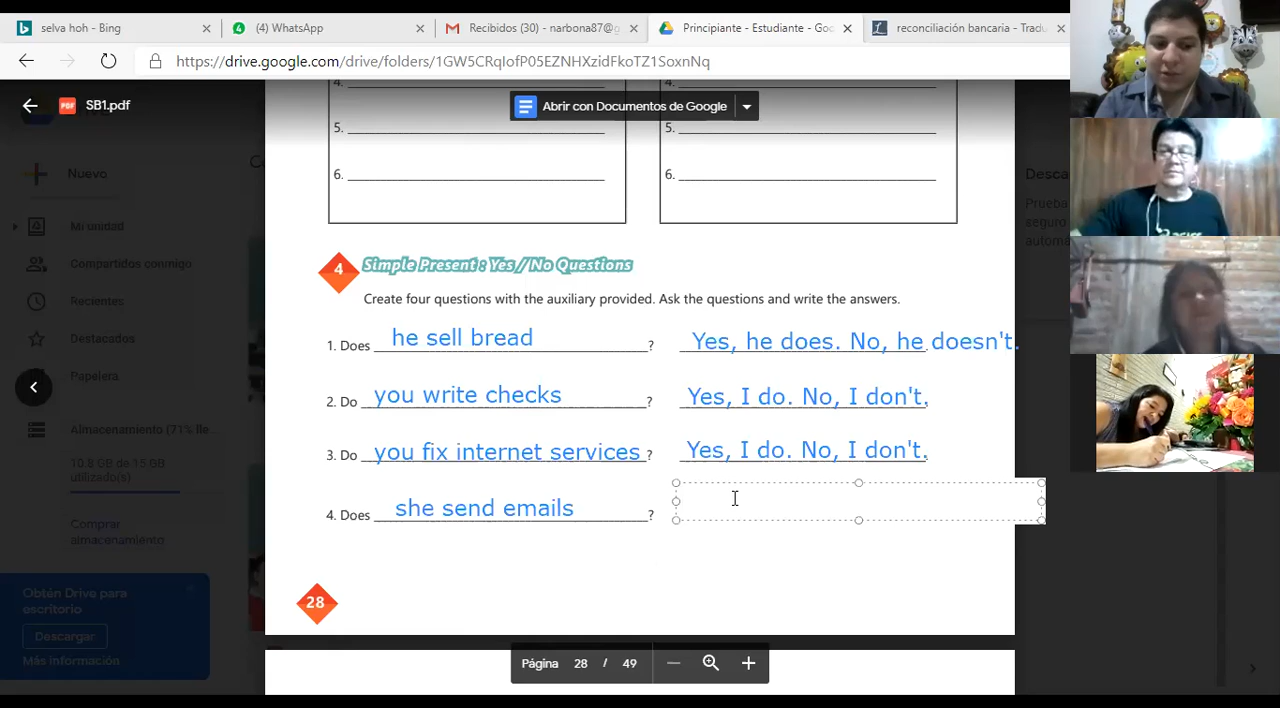 selva hoh - Bing
(4) WhatsApp
Recibidos (30) - narbona87@g
Principiante - Estudiante - Goo
reconciliación bancaria - Tradu
https://drive.google.com/drive/folders/1GW5CRqlOfP05EZNHXzidFkoTZ1SoxnNq
SB1.pdf
Abrir con Documentos de Google
Nuevo
Mi unidad
Compartidos conmigo
Recientes
Destacados
Papelera
Almacenamiento (71% lle...
10.8 GB de 15 GB
utilizado(s)
Comprar
almacenamiento
Obtén Drive para
escritorio
Descargar
Más información
Desca
Prueba
seguro
automa
4.
4.
5.
5.
6.
6.
4 Simple Present : Yes / No Questions
Create four questions with the auxiliary provided. Ask the questions and write the answers.
1. Does he sell bread ? Yes, he does. No, he doesn't.
2. Do you write checks ? Yes, I do. No, I don't.
3. Do you fix internet services ? Yes, I do. No, I don't.
4. Does she send emails ?
28
Página 28 / 49